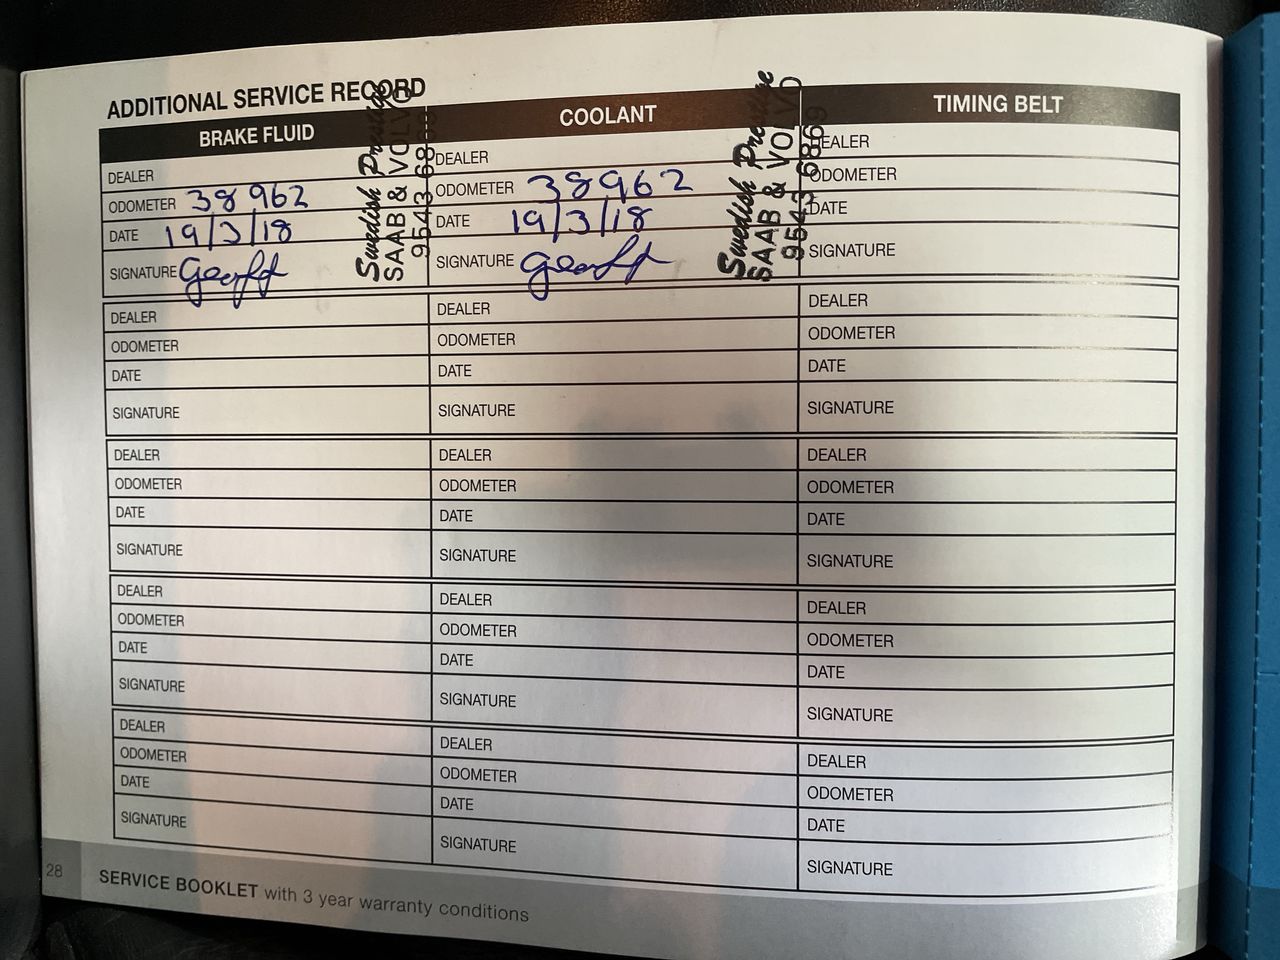 ADDITIONAL SERVICE RECORD
BRAKE FLUID
COOLANT
TIMING BELT
DEALER
ODOMETER 38962
DATE 19/3/18
SIGNATURE Geoff
Swedish Prestige
SAAB & VOLVO
9543 6869
DEALER
ODOMETER 38962
DATE 19/3/18
SIGNATURE Geoff
Swedish Prestige
SAAB & VOLVO
9543 6869
DEALER
ODOMETER
DATE
SIGNATURE
DEALER
ODOMETER
DATE
SIGNATURE
DEALER
ODOMETER
DATE
SIGNATURE
DEALER
ODOMETER
DATE
SIGNATURE
DEALER
ODOMETER
DATE
SIGNATURE
DEALER
ODOMETER
DATE
SIGNATURE
DEALER
ODOMETER
DATE
SIGNATURE
DEALER
ODOMETER
DATE
SIGNATURE
DEALER
ODOMETER
DATE
SIGNATURE
DEALER
ODOMETER
DATE
SIGNATURE
DEALER
ODOMETER
DATE
SIGNATURE
DEALER
ODOMETER
DATE
SIGNATURE
DEALER
ODOMETER
DATE
SIGNATURE
28
SERVICE BOOKLET with 3 year warranty conditions